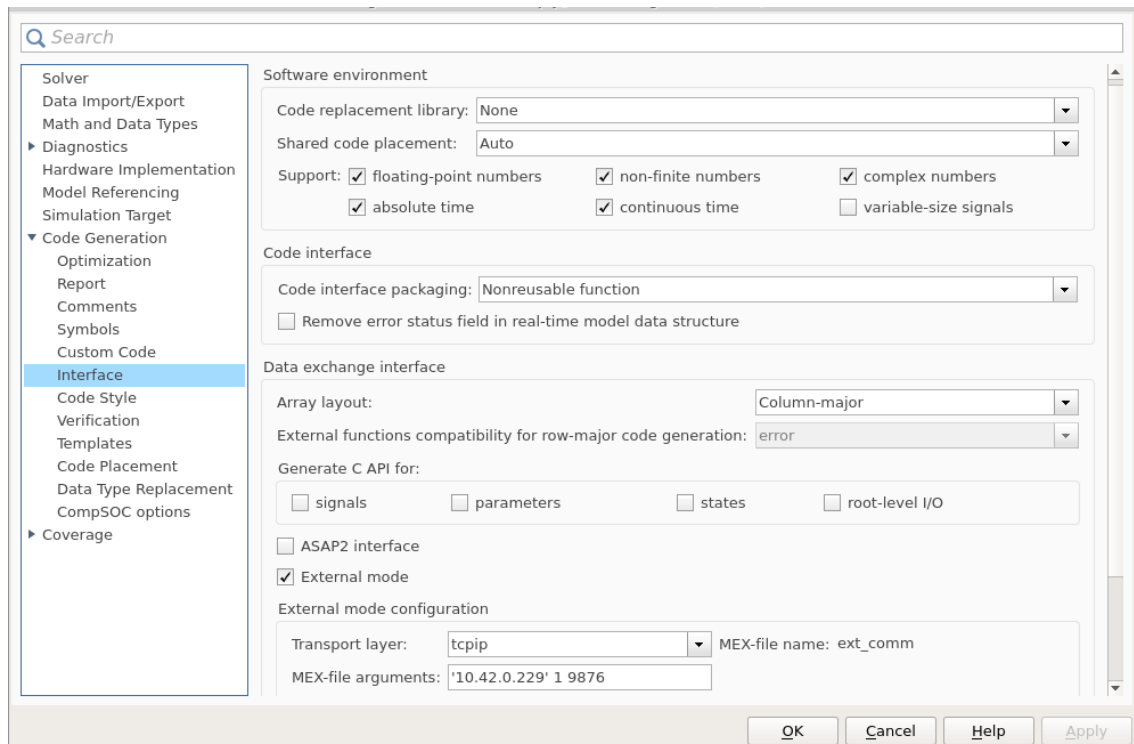 Search
Solver
Data Import/Export
Math and Data Types
Diagnostics
Hardware Implementation
Model Referencing
Simulation Target
Code Generation
Optimization
Report
Comments
Symbols
Custom Code
Interface
Code Style
Verification
Templates
Code Placement
Data Type Replacement
CompSOC options
Coverage
Software environment
Code replacement library: None
Shared code placement: Auto
Support: floating-point numbers non-finite numbers complex numbers
absolute time continuous time variable-size signals
Code interface
Code interface packaging: Nonreusable function
Remove error status field in real-time model data structure
Data exchange interface
Array layout: Column-major
External functions compatibility for row-major code generation: error
Generate C API for:
signals parameters states root-level I/O
ASAP2 interface
External mode
External mode configuration
Transport layer: tcpip MEX-file name: ext_comm
MEX-file arguments: '10.42.0.229' 1 9876
OK Cancel Help Apply